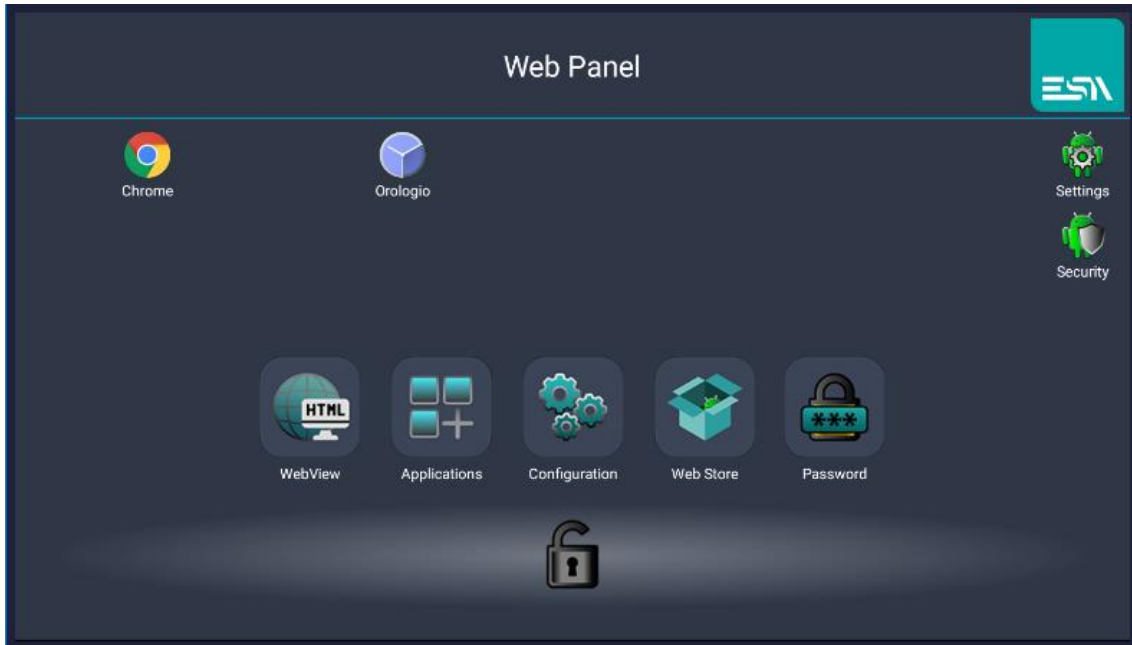 Web Panel
ESA
Chrome
Orologio
Settings
Security
HTML
***
WebView
Applications
Configuration
Web Store
Password